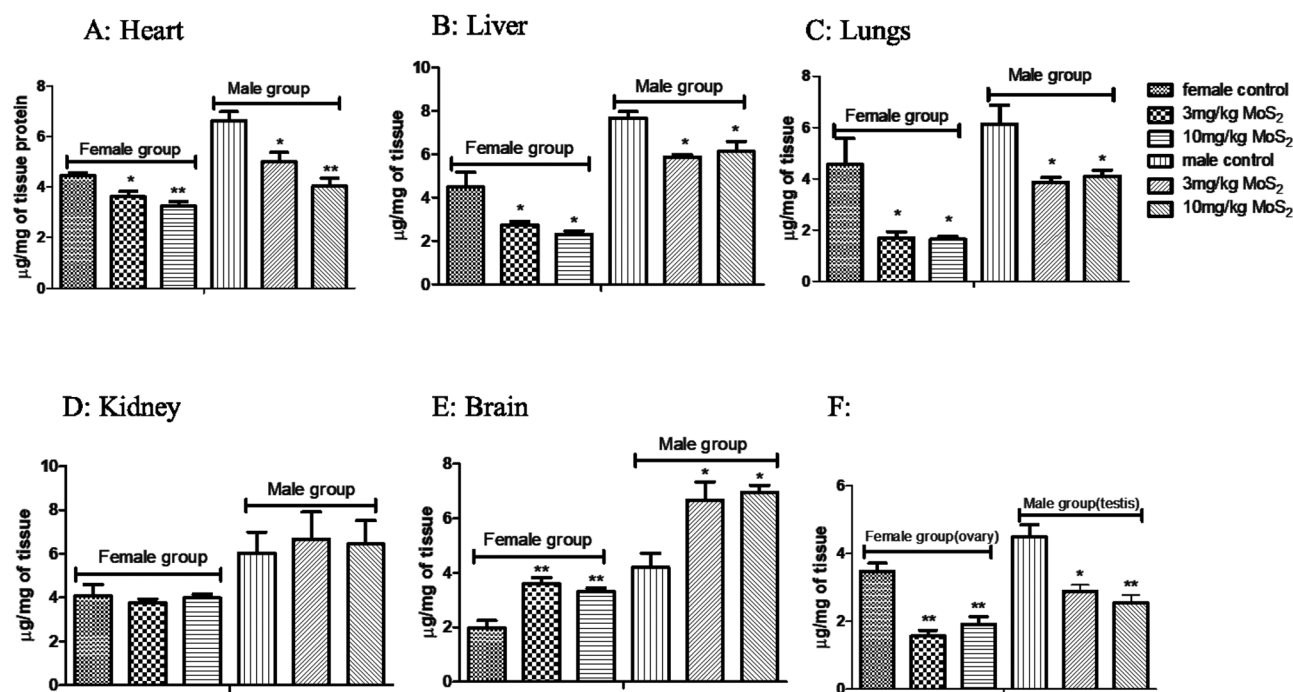 A: Heart
μg/mg of tissue protein
8
6
4
2
0
Female group
*
**
Male group
*
**
B: Liver
μg/mg of tissue
10
8
6
4
2
0
Female group
*
*
Male group
*
*
C: Lungs
μg/mg of tissue
8
6
4
2
0
Female group
*
*
Male group
*
*
female control
3mg/kg MoS2
10mg/kg MoS2
male control
3mg/kg MoS2
10mg/kg MoS2
D: Kidney
μg/mg of tissue
10
8
6
4
2
0
Female group
Male group
E: Brain
μg/mg of tissue
8
6
4
2
0
Female group
**
**
Male group
*
*
F:
μg/mg of tissue
6
4
2
0
Female group(ovary)
**
**
Male group(testis)
*
**